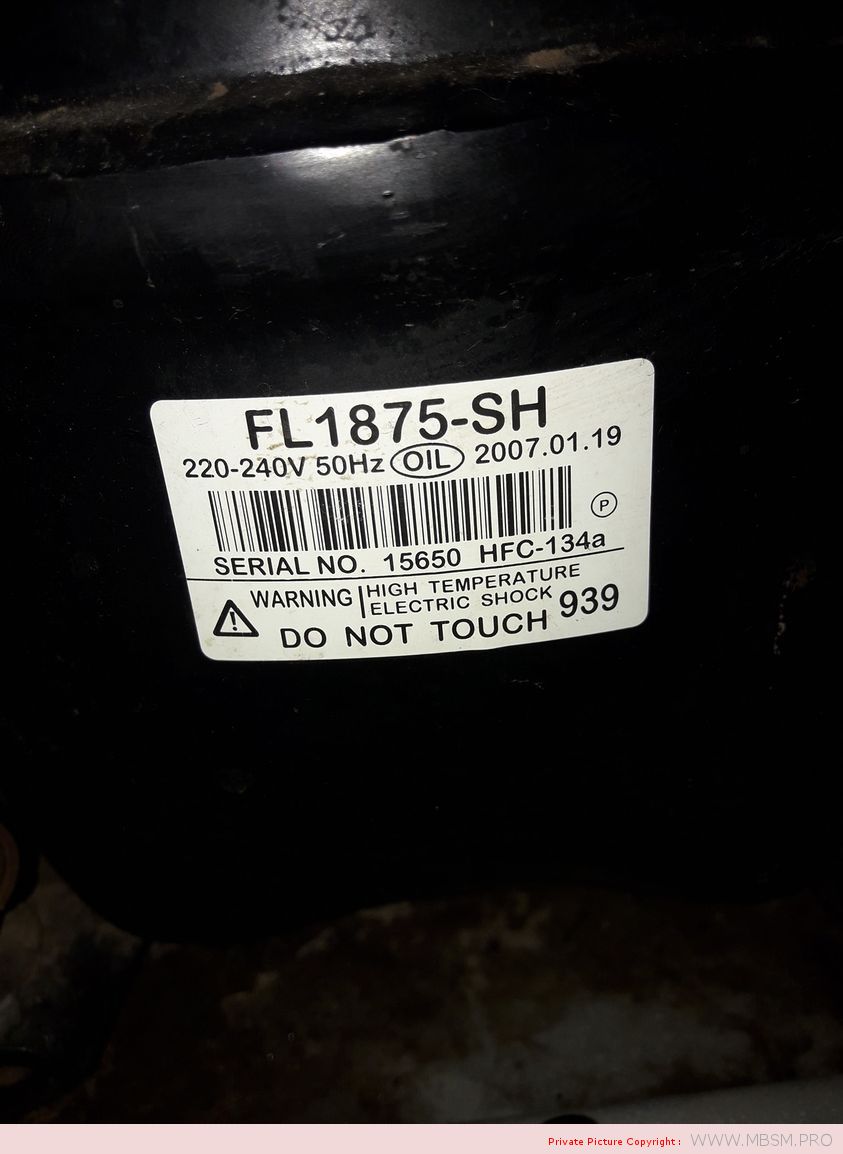 FL1875-SH
220-240V 50Hz OIL 2007.01.19
P
SERIAL NO. 15650 HFC-134a
WARNING HIGH TEMPERATURE
ELECTRIC SHOCK 939
DO NOT TOUCH
Private Picture Copyright : WWW.MBSM.PRO